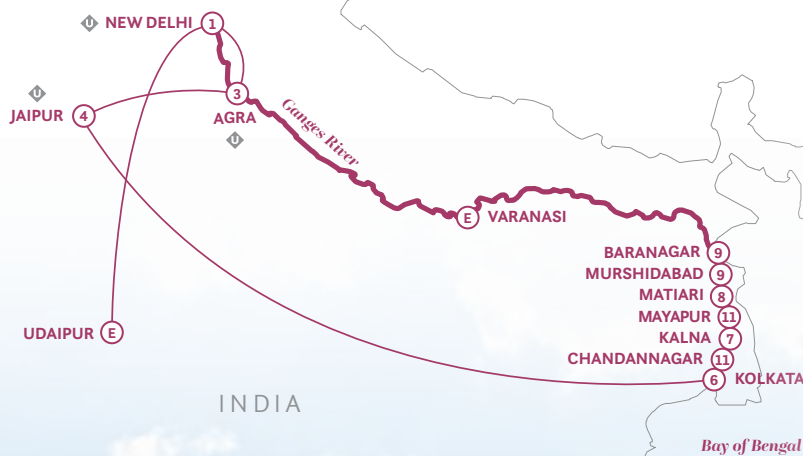 U
NEW DELHI
1
U
JAIPUR
4
3
AGRA
U
Ganges River
E
VARANASI
BARANAGAR
9
MURSHIDABAD
9
MATIARI
8
MAYAPUR
11
KALNA
7
CHANDANNAGAR
11
6
KOLKATA
UDAIPUR
E
INDIA
Bay of Bengal